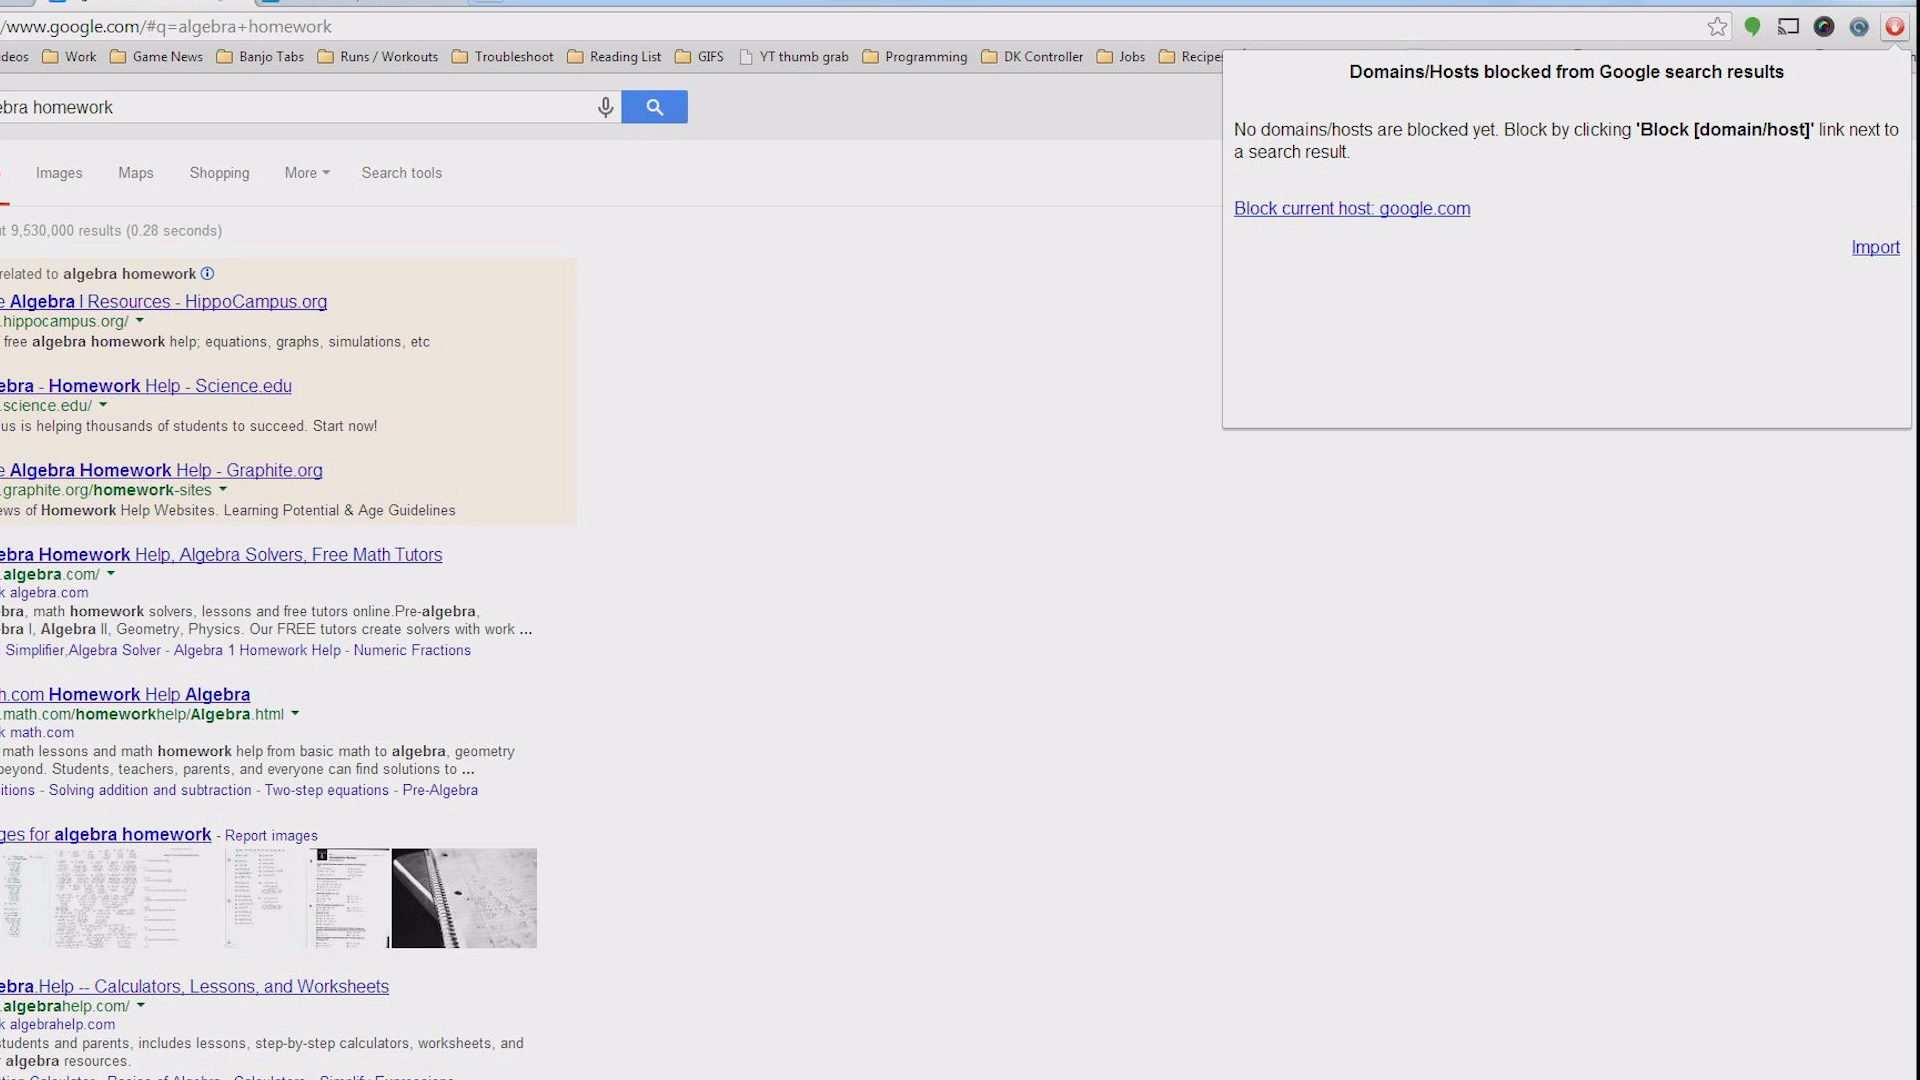 /www.google.com/#q=algebra+homework
deos Work Game News Banjo Tabs Runs / Workouts Troubleshoot Reading List GIFS YT thumb grab Programming DK Controller Jobs Recipes
Domains/Hosts blocked from Google search results
No domains/hosts are blocked yet. Block by clicking 'Block [domain/host]' link next to
a search result.
Block current host: google.com
Import
ebra homework
Images Maps Shopping More Search tools
t 9,530,000 results (0.28 seconds)
related to algebra homework
e Algebra I Resources - HippoCampus.org
.hippocampus.org/
free algebra homework help; equations, graphs, simulations, etc
ebra - Homework Help - Science.edu
.science.edu/
us is helping thousands of students to succeed. Start now!
e Algebra Homework Help - Graphite.org
.graphite.org/homework-sites
ews of Homework Help Websites. Learning Potential & Age Guidelines
ebra Homework Help, Algebra Solvers, Free Math Tutors
.algebra.com/
k algebra.com
bra, math homework solvers, lessons and free tutors online.Pre-algebra,
bra I, Algebra II, Geometry, Physics. Our FREE tutors create solvers with work ...
Simplifier,Algebra Solver - Algebra 1 Homework Help - Numeric Fractions
h.com Homework Help Algebra
.math.com/homeworkhelp/Algebra.html
k math.com
math lessons and math homework help from basic math to algebra, geometry
beyond. Students, teachers, parents, and everyone can find solutions to ...
itions - Solving addition and subtraction - Two-step equations - Pre-Algebra
ges for algebra homework - Report images
ebra.Help -- Calculators, Lessons, and Worksheets
.algebrahelp.com/
k algebrahelp.com
students and parents, includes lessons, step-by-step calculators, worksheets, and
algebra resources.
tion Calculator - Basics of Algebra - Calculators - Simplify Expressions